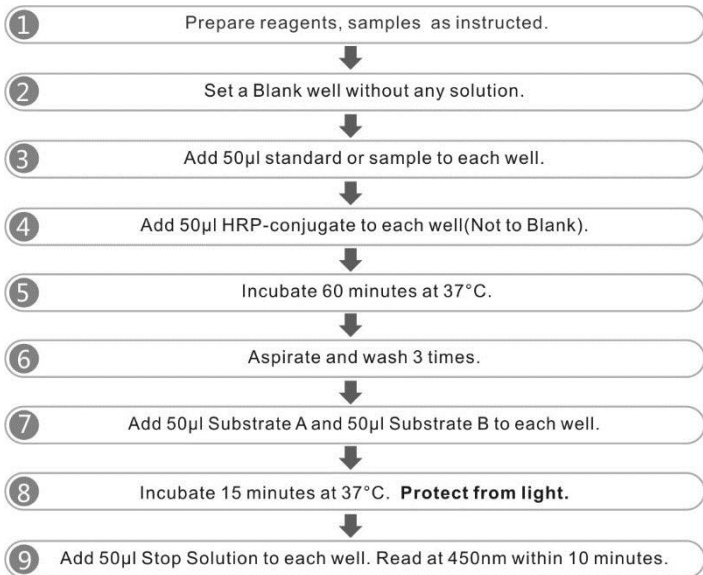 1 Prepare reagents, samples as instructed.
2 Set a Blank well without any solution.
3 Add 50μl standard or sample to each well.
4 Add 50μl HRP-conjugate to each well(Not to Blank).
5 Incubate 60 minutes at 37°C.
6 Aspirate and wash 3 times.
7 Add 50μl Substrate A and 50μl Substrate B to each well.
8 Incubate 15 minutes at 37°C. Protect from light.
9 Add 50μl Stop Solution to each well. Read at 450nm within 10 minutes.